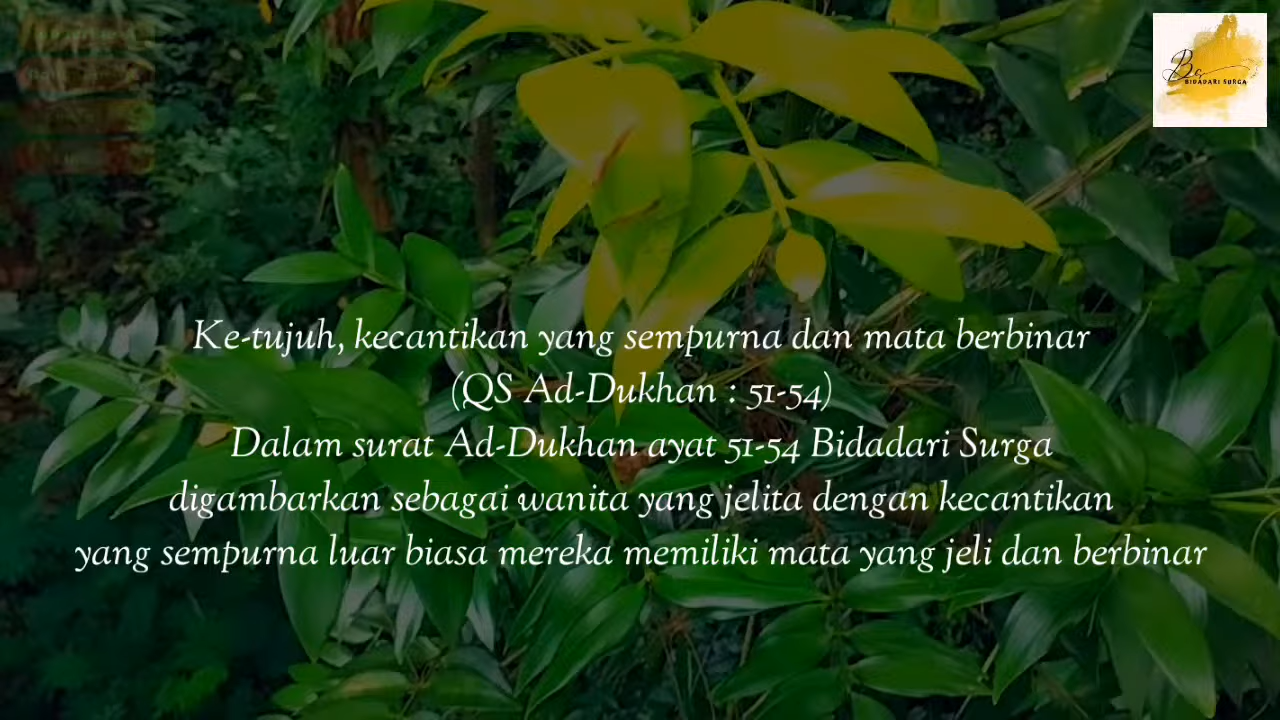 BIDADARI SURGA
Ke-tujuh, kecantikan yang sempurna dan mata berbinar
(QS Ad-Dukhan : 51-54)
Dalam surat Ad-Dukhan ayat 51-54 Bidadari Surga
digambarkan sebagai wanita yang jelita dengan kecantikan
yang sempurna luar biasa mereka memiliki mata yang jeli dan berbinar